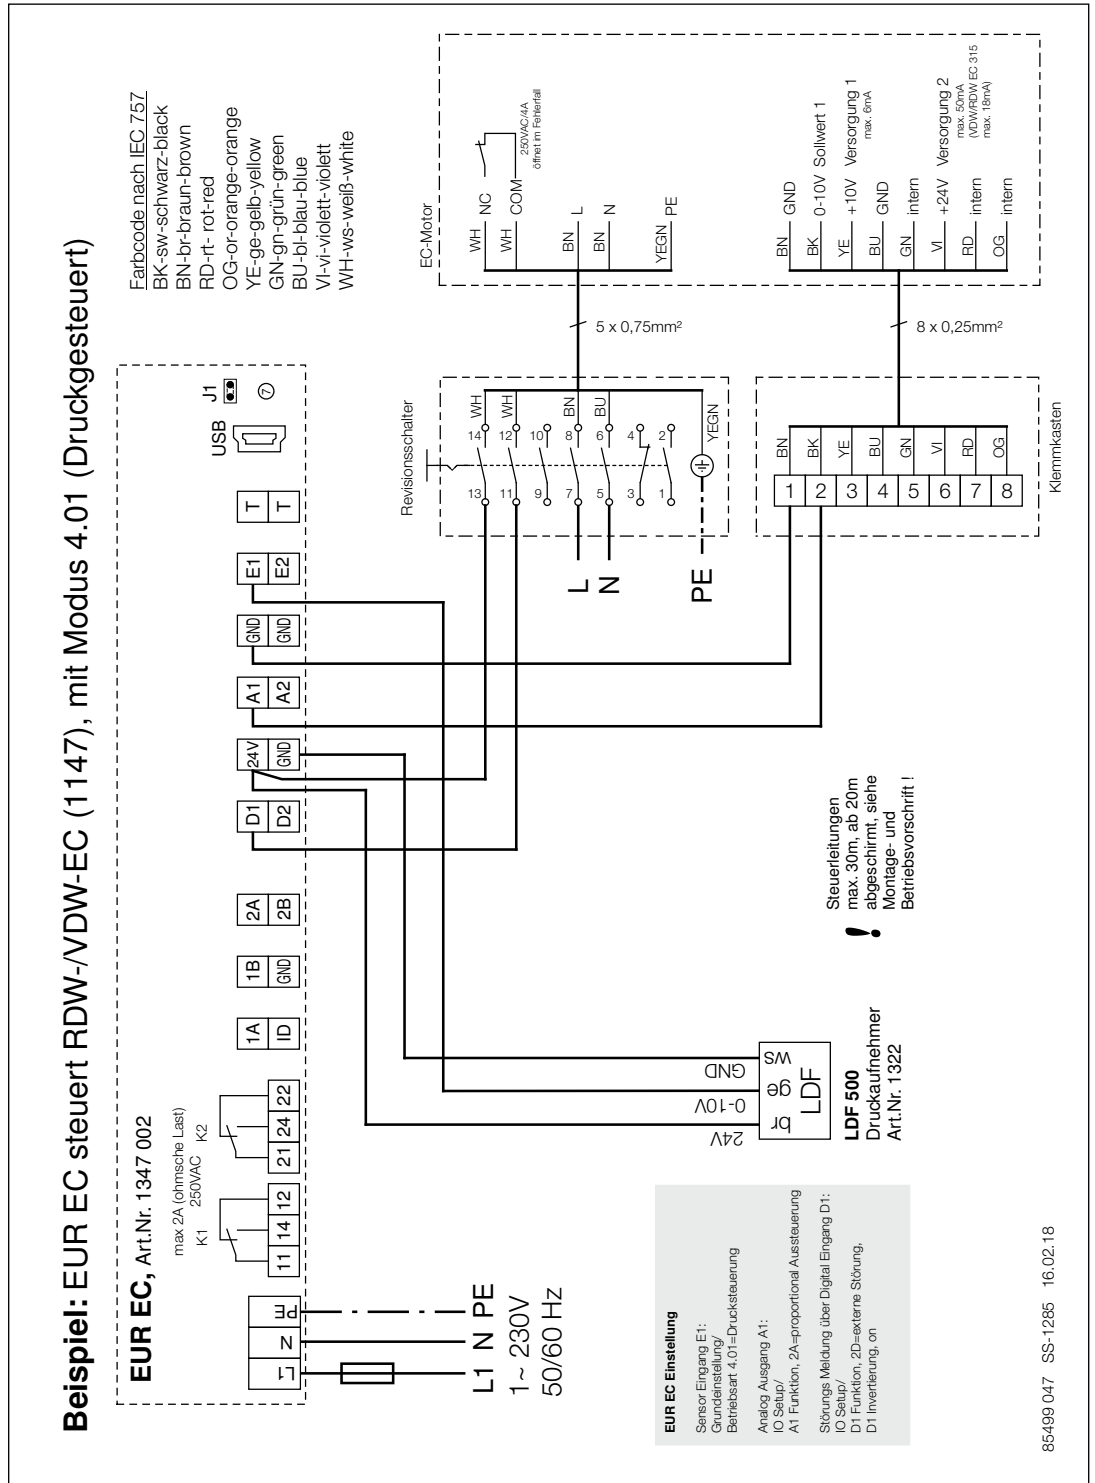 Beispiel: EUR EC steuert RDW-/VDW-EC (1147), mit Modus 4.01 (Druckgesteuert)
EUR EC, Art.Nr. 1347 002
max 2A (ohmsche Last)
K1 250VAC K2
L1 N PE
11 14 12
21 24 22
1A ID
1B GND
2A 2B
D1 D2
24V GND
A1 A2
GND GND
E1 E2
T T
USB
J1
7
Farbcode nach IEC 757
BK-sw-schwarz-black
BN-br-braun-brown
RD-rt- rot-red
OG-or-orange-orange
YE-ge-gelb-yellow
GN-gn-grün-green
BU-bl-blau-blue
VI-vi-violett-violett
WH-ws-weiß-white
L1 N PE
1~ 230V
50/60 Hz
24V
0-10V
GND
br ge ws
LDF
LDF 500
Druckaufnehmer
Art.Nr. 1322
Steuerleitungen
max. 30m, ab 20m
abgeschirmt, siehe
Montage- und
Betriebsvorschrift !
!
Revisionsschalter
13 14 WH
11 12 WH
9 10
7 8 BN
5 6 BU
3 4
1 2
YEGN
L
N
PE
Klemmkasten
1 BN
2 BK
3 YE
4 BU
5 GN
6 VI
7 RD
8 OG
5 x 0,75mm²
8 x 0,25mm²
EC-Motor
WH NC
WH COM
250VAC/4A
öffnet im Fehlerfall
BN L
BN N
YEGN PE
BN GND
BK 0-10V Sollwert 1
YE +10V Versorgung 1
max. 6mA
BU GND
GN intern
VI +24V Versorgung 2
max. 50mA
(VDW/RDW EC 315
max. 18mA)
RD intern
OG intern
EUR EC Einstellung
Sensor Eingang E1:
Grundeinstellung/
Betriebsart 4.01=Drucksteuerung
Analog Ausgang A1:
IO Setup/
A1 Funktion, 2A=proportional Aussteuerung
Störungs Meldung über Digital Eingang D1:
IO Setup/
D1 Funktion, 2D=externe Störung,
D1 Invertierung, on
85499 047 SS-1285 16.02.18